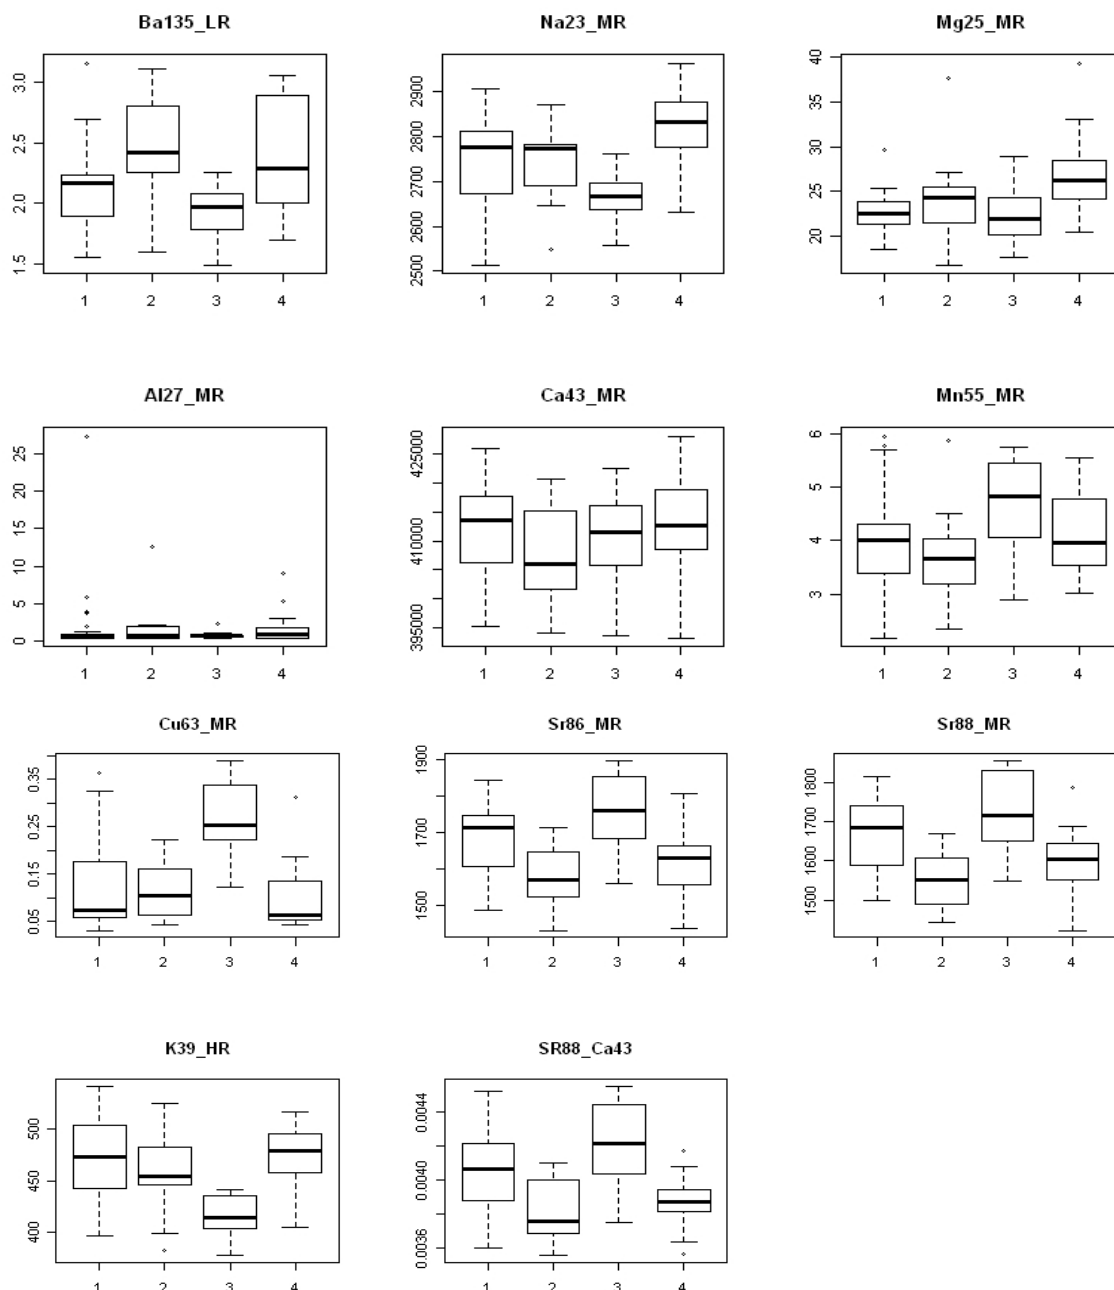 Ba135_LR
Na23_MR
Mg25_MR
3.0
2.5
2.0
1.5
1 2 3 4
2900
2800
2700
2600
2500
1 2 3 4
40
35
30
25
20
1 2 3 4
Al27_MR
Ca43_MR
Mn55_MR
25
20
15
10
5
0
1 2 3 4
425000
410000
395000
1 2 3 4
6
5
4
3
1 2 3 4
Cu63_MR
Sr86_MR
Sr88_MR
0.35
0.25
0.15
0.05
1 2 3 4
1900
1700
1500
1 2 3 4
1800
1700
1600
1500
1 2 3 4
K39_HR
SR88_Ca43
500
450
400
1 2 3 4
0.0044
0.0040
0.0036
1 2 3 4